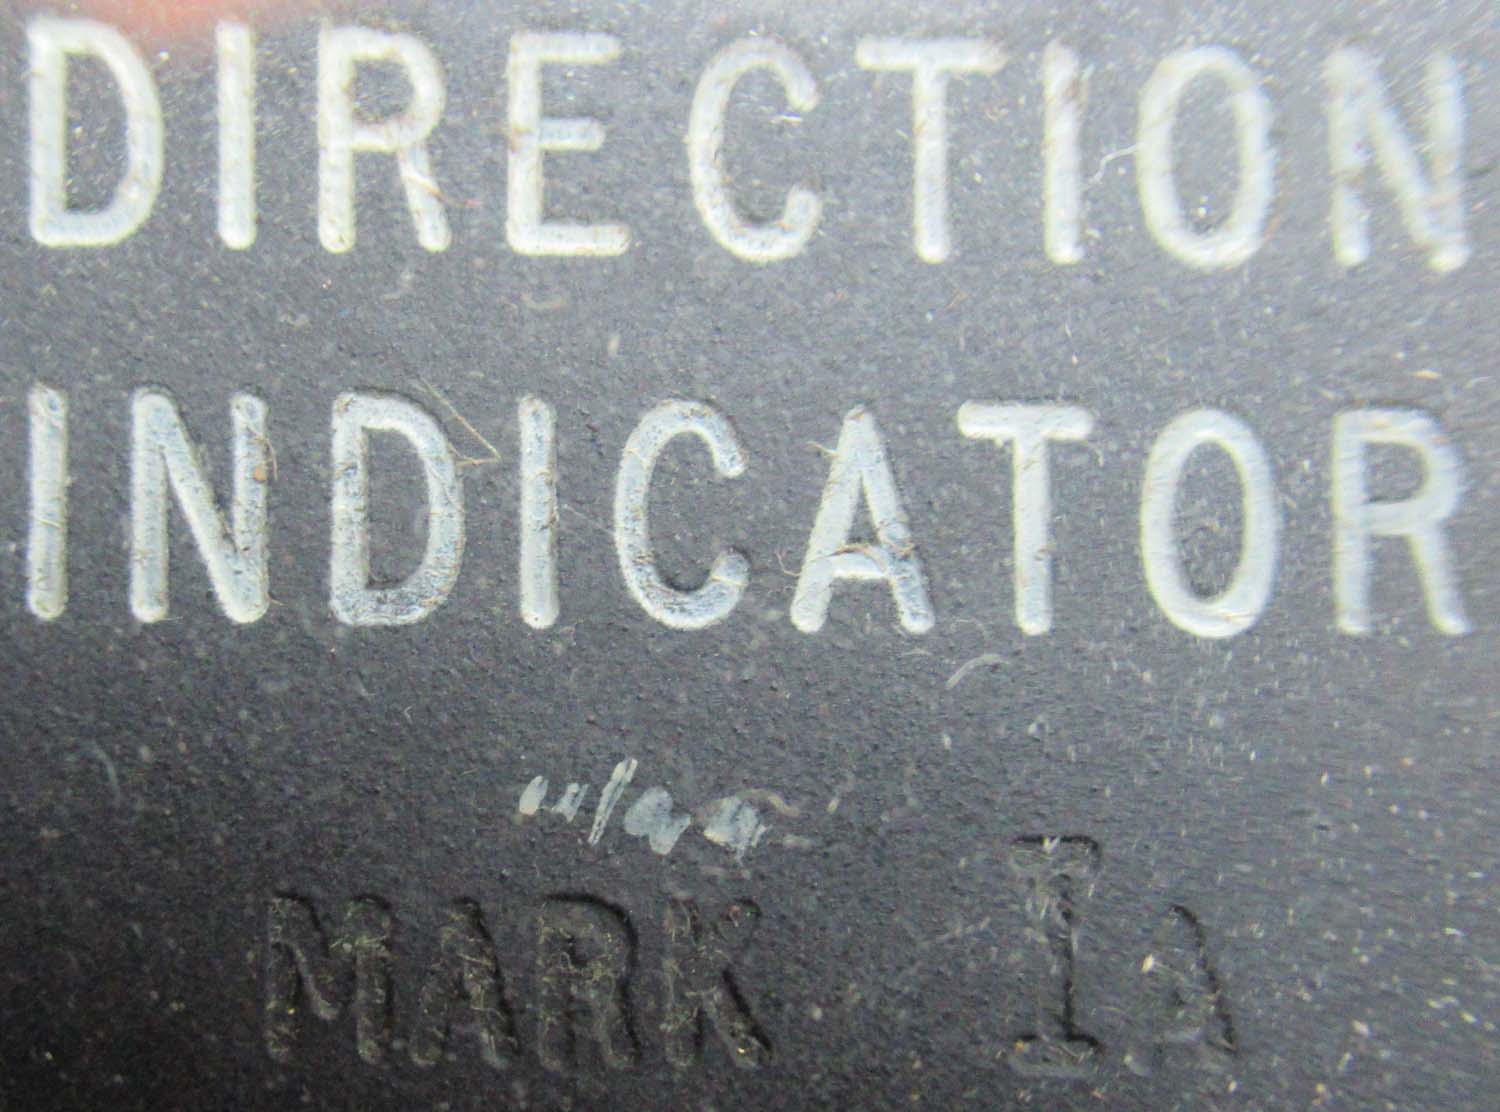 DIRECTION
INDICATOR
MARK IA